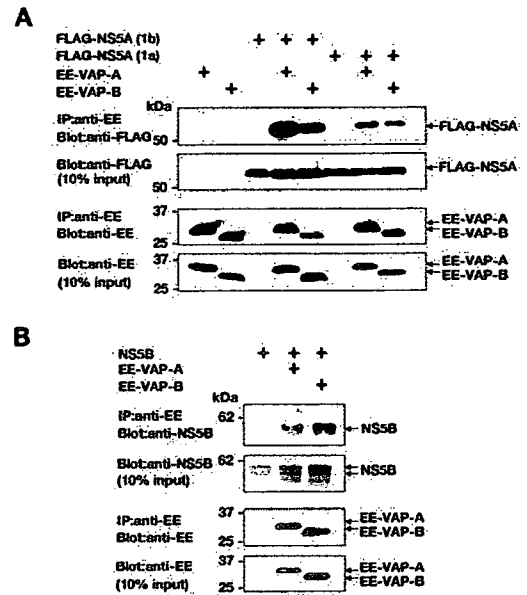 A
FLAG-NS5A (1b) + + +
FLAG-NS5A (1a) + + +
EE-VAP-A + + +
EE-VAP-B + + +
kDa
IP:anti-EE
Blot:anti-FLAG
50
FLAG-NS5A
Blot:anti-FLAG
(10% input)
50
FLAG-NS5A
IP:anti-EE
Blot:anti-EE
37
25
EE-VAP-A
EE-VAP-B
Blot:anti-EE
(10% input)
37
25
EE-VAP-A
EE-VAP-B
B
NS5B + + +
EE-VAP-A +
EE-VAP-B +
kDa
IP:anti-EE
Blot:anti-NS5B
62
NS5B
Blot:anti-NS5B
(10% input)
62
NS5B
IP:anti-EE
Blot:anti-EE
37
25
EE-VAP-A
EE-VAP-B
Blot:anti-EE
(10% input)
37
25
EE-VAP-A
EE-VAP-B